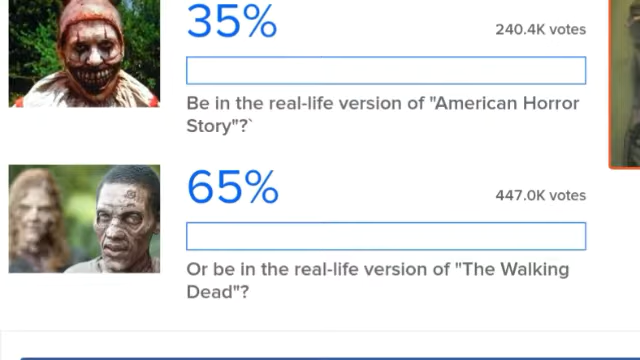 35%
240.4K votes
Be in the real-life version of "American Horror
Story"?`
65%
447.0K votes
Or be in the real-life version of "The Walking
Dead"?